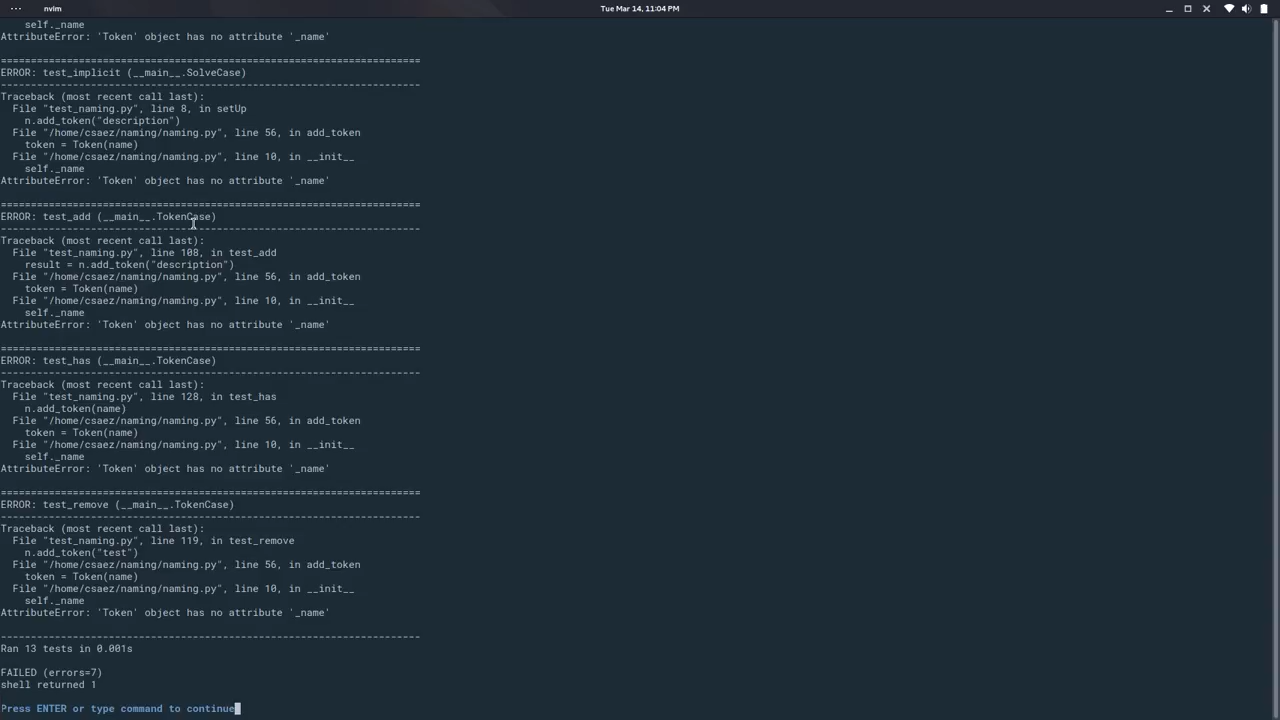 nvim
Tue Mar 14, 11:04 PM
    self._name
AttributeError: 'Token' object has no attribute '_name'
======================================================================
ERROR: test_implicit (__main__.SolveCase)
----------------------------------------------------------------------
Traceback (most recent call last):
  File "test_naming.py", line 8, in setUp
    n.add_token("description")
  File "/home/csaez/naming/naming.py", line 56, in add_token
    token = Token(name)
  File "/home/csaez/naming/naming.py", line 10, in __init__
    self._name
AttributeError: 'Token' object has no attribute '_name'
======================================================================
ERROR: test_add (__main__.TokenCase)
----------------------------------------------------------------------
Traceback (most recent call last):
  File "test_naming.py", line 108, in test_add
    result = n.add_token("description")
  File "/home/csaez/naming/naming.py", line 56, in add_token
    token = Token(name)
  File "/home/csaez/naming/naming.py", line 10, in __init__
    self._name
AttributeError: 'Token' object has no attribute '_name'
======================================================================
ERROR: test_has (__main__.TokenCase)
----------------------------------------------------------------------
Traceback (most recent call last):
  File "test_naming.py", line 128, in test_has
    n.add_token(name)
  File "/home/csaez/naming/naming.py", line 56, in add_token
    token = Token(name)
  File "/home/csaez/naming/naming.py", line 10, in __init__
    self._name
AttributeError: 'Token' object has no attribute '_name'
======================================================================
ERROR: test_remove (__main__.TokenCase)
----------------------------------------------------------------------
Traceback (most recent call last):
  File "test_naming.py", line 119, in test_remove
    n.add_token("test")
  File "/home/csaez/naming/naming.py", line 56, in add_token
    token = Token(name)
  File "/home/csaez/naming/naming.py", line 10, in __init__
    self._name
AttributeError: 'Token' object has no attribute '_name'
----------------------------------------------------------------------
Ran 13 tests in 0.001s
FAILED (errors=7)
shell returned 1
Press ENTER or type command to continue